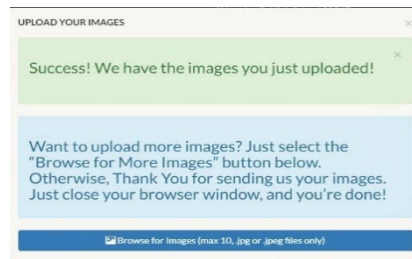 UPLOAD YOUR IMAGES
Success! We have the images you just uploaded!
Want to upload more images? Just select the
"Browse for More Images" button below.
Otherwise, Thank You for sending us your images.
Just close your browser window, and you're done!
Browse for Images (max 10, .jpg or .jpeg files only)